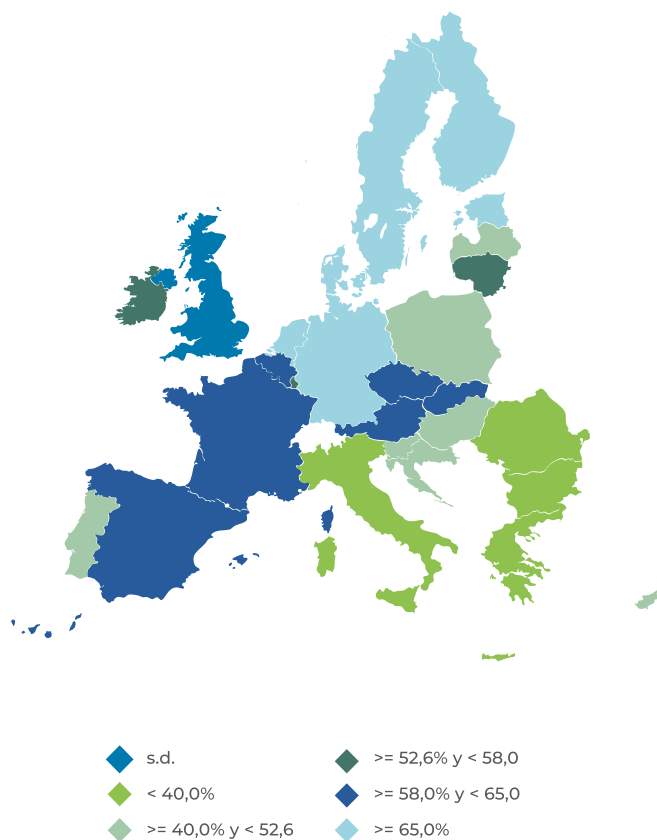 s.d.
< 40,0%
>= 40,0% y < 52,6
>= 52,6% y < 58,0
>= 58,0% y < 65,0
>= 65,0%